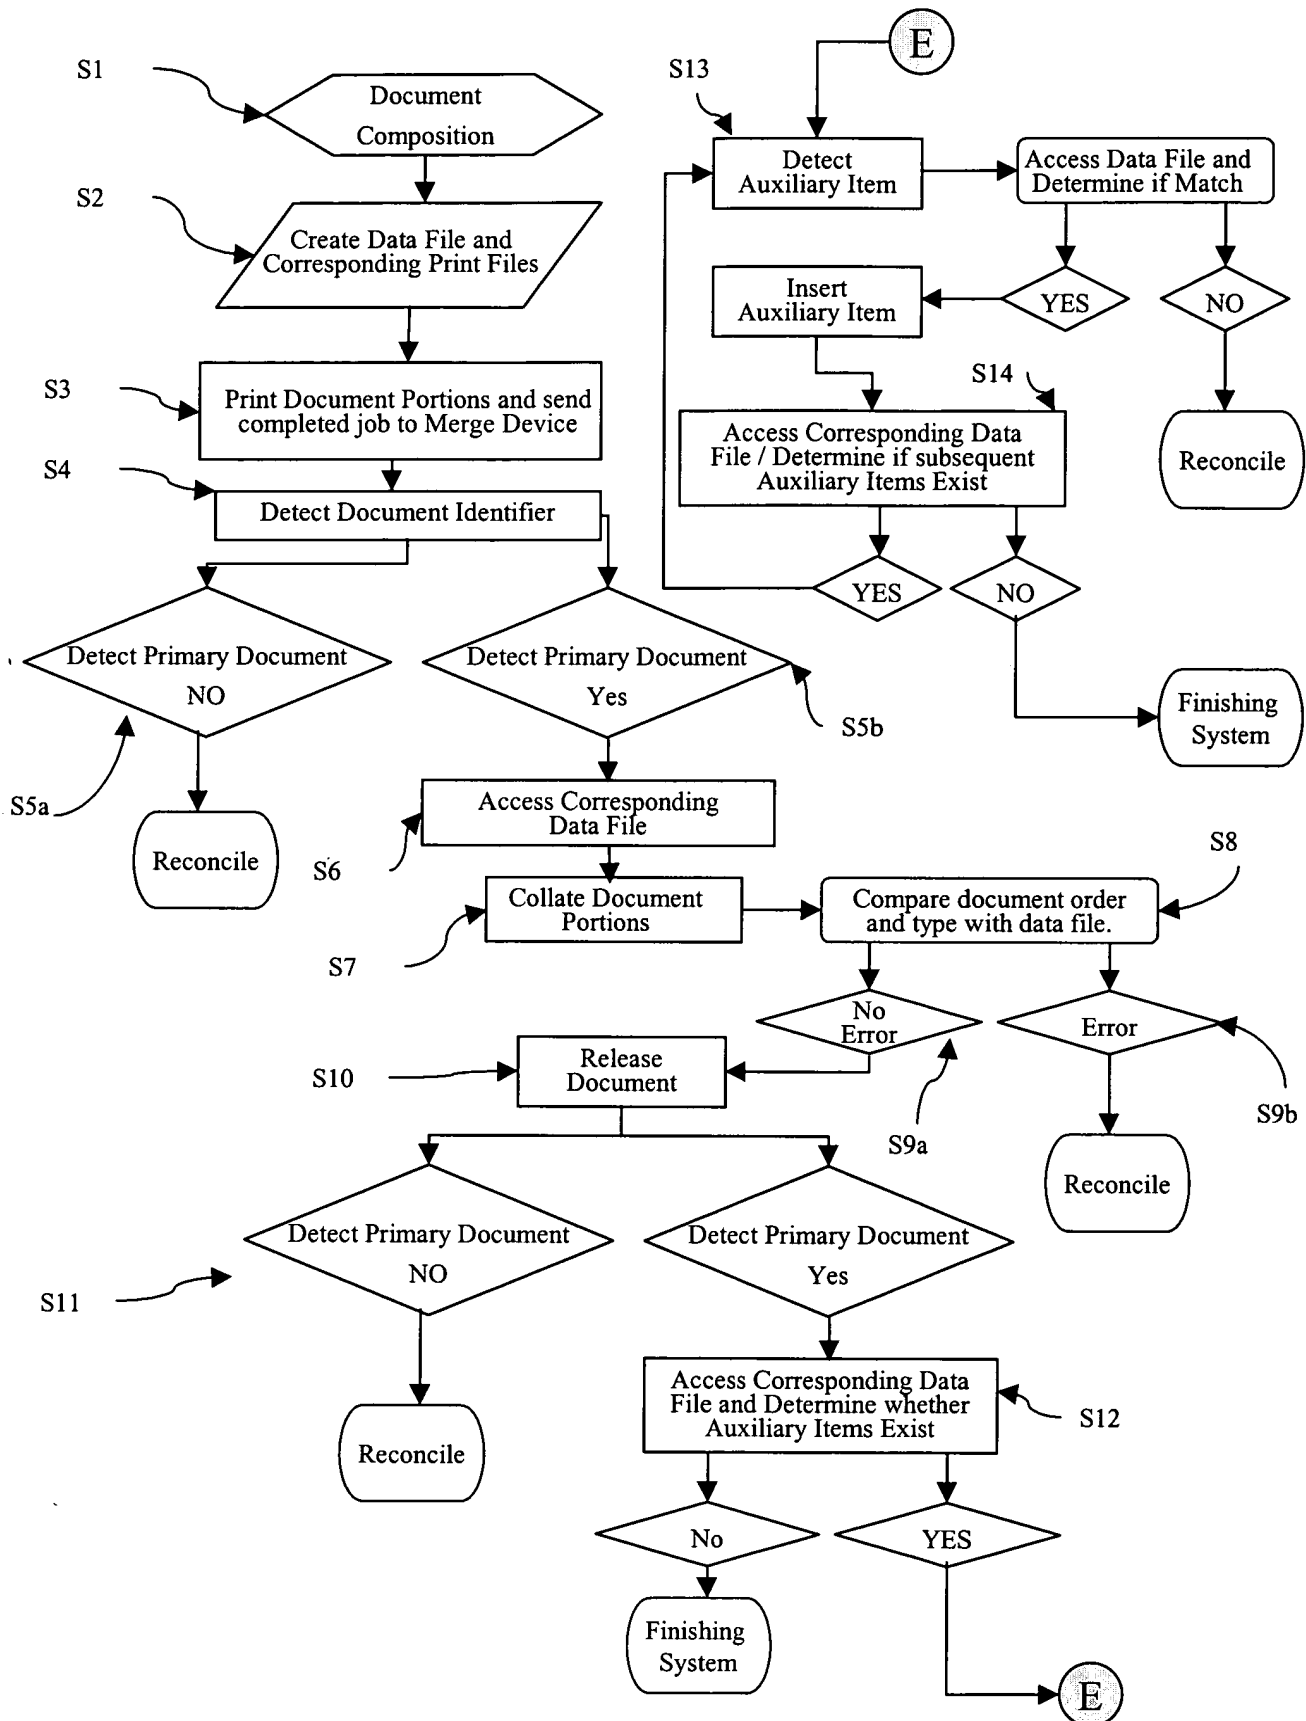 S1
Document
Composition
S2
Create Data File and
Corresponding Print Files
S3
Print Document Portions and send
completed job to Merge Device
S4
Detect Document Identifier
Detect Primary Document
NO
S5a
Reconcile
Detect Primary Document
Yes
S5b
Access Corresponding
Data File
S6
Collate Document
Portions
S7
Compare document order
and type with data file.
S8
No
Error
S9a
Error
S9b
Reconcile
Release
Document
S10
Detect Primary Document
NO
S11
Reconcile
Detect Primary Document
Yes
Access Corresponding Data
File and Determine whether
Auxiliary Items Exist
S12
No
Finishing
System
YES
E
E
S13
Detect
Auxiliary Item
Access Data File and
Determine if Match
YES
NO
Reconcile
Insert
Auxiliary Item
S14
Access Corresponding Data
File / Determine if subsequent
Auxiliary Items Exist
YES
NO
Finishing
System